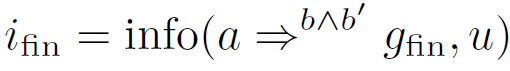 i_fin = info(a ⇒^{b∧b′} g_fin, u)